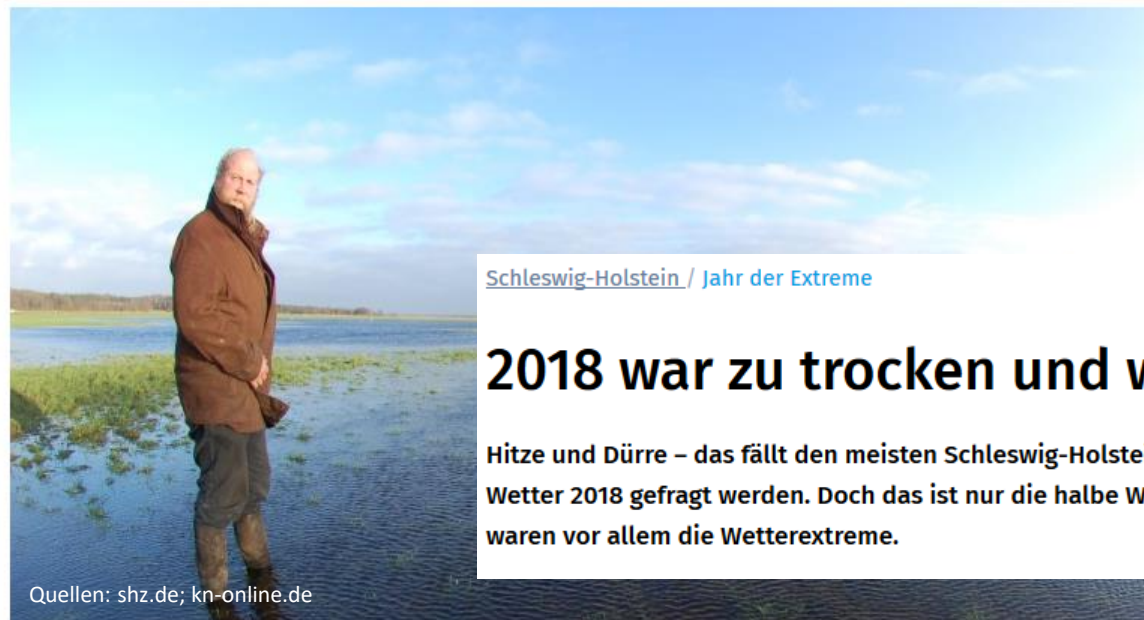 Schleswig-Holstein / Jahr der Extreme
2018 war zu trocken und
Hitze und Dürre – das fällt den meisten Schleswig-Holste
Wetter 2018 gefragt werden. Doch das ist nur die halbe W
waren vor allem die Wetterextreme.
Quellen: shz.de; kn-online.de